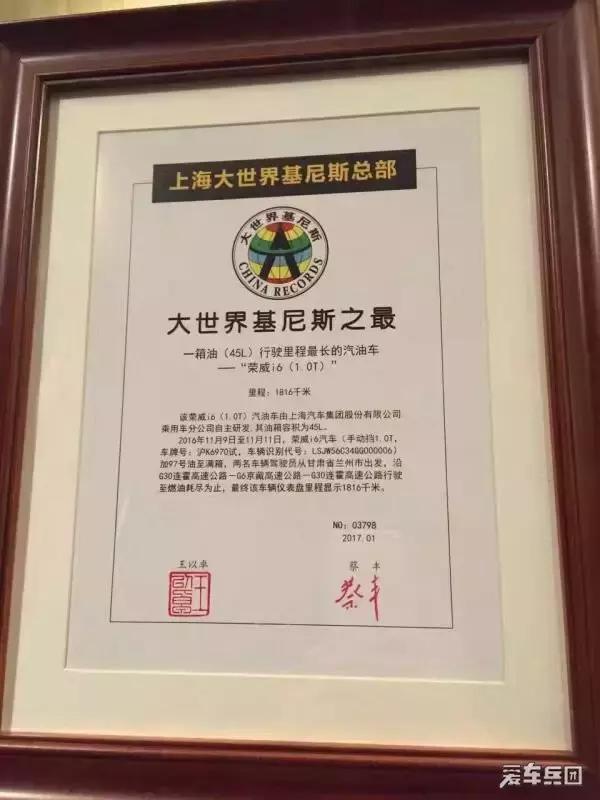 上海大世界基尼斯总部
大世界基尼斯
CHINA RECORDS
大世界基尼斯之最
一箱油（45L）行驶里程最长的汽油车
——“荣威i6（1.0T）”
里程：1816千米
该荣威i6（1.0T）汽油车由上海汽车集团股份有限公司
乘用车分公司自主研发，其油箱容积为45L。
2016年11月9日至11月11日，荣威i6汽车（手动挡1.0T，
车牌号：沪K6970试，车辆识别代号：LSJW56C34GG000006）
加97号油至满箱，两名车辆驾驶员从甘肃省兰州市出发，沿
G30连霍高速公路—G6京藏高速公路—G30连霍高速公路行驶
至燃油耗尽为止，最终该车辆仪表盘里程显示1816千米。
NO：03798
2017.01
王以卓 蔡丰
蔡丰
爱车兵团